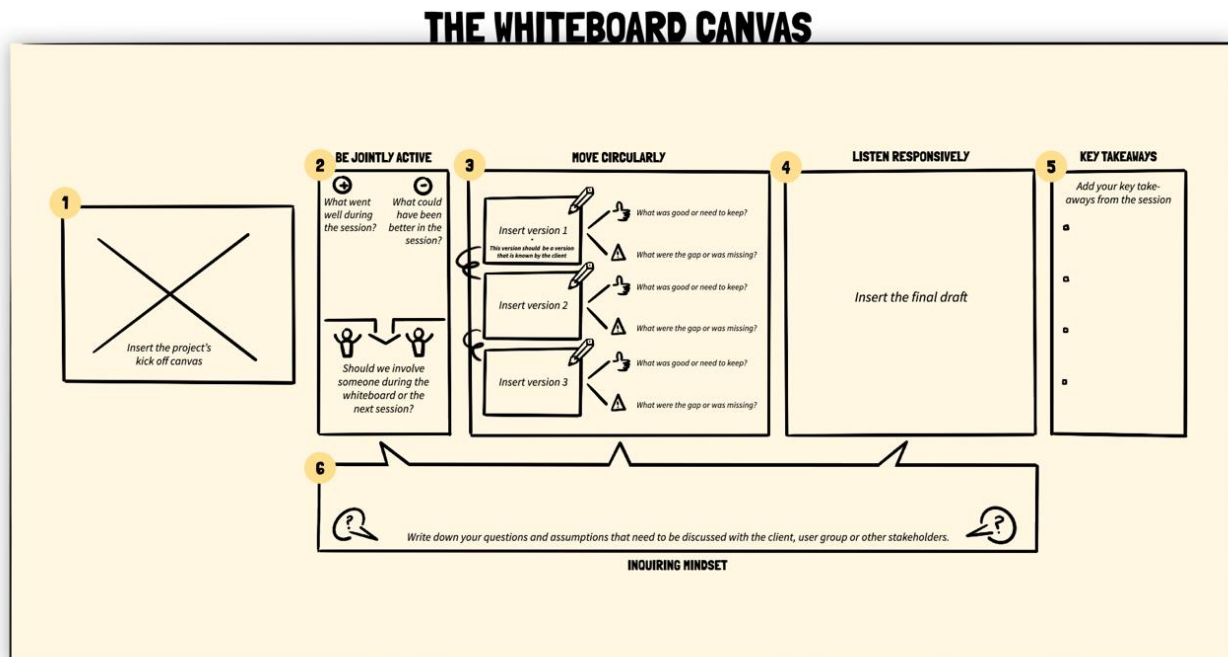 THE WHITEBOARD CANVAS
1
Insert the project's
kick off canvas
2
BE JOINTLY ACTIVE
What went
well during
the session?
What could
have been
better in the
session?
Should we involve
someone during the
whiteboard or the
next session?
3
MOVE CIRCULARLY
Insert version 1
This version should be a version
that is known by the client
What was good or need to keep?
What were the gap or was missing?
Insert version 2
What was good or need to keep?
What were the gap or was missing?
Insert version 3
What was good or need to keep?
What were the gap or was missing?
4
LISTEN RESPONSIVELY
Insert the final draft
5
KEY TAKEAWAYS
Add your key take-
aways from the session
6
?
Write down your questions and assumptions that need to be discussed with the client, user group or other stakeholders.
?
INQUIRING MINDSET